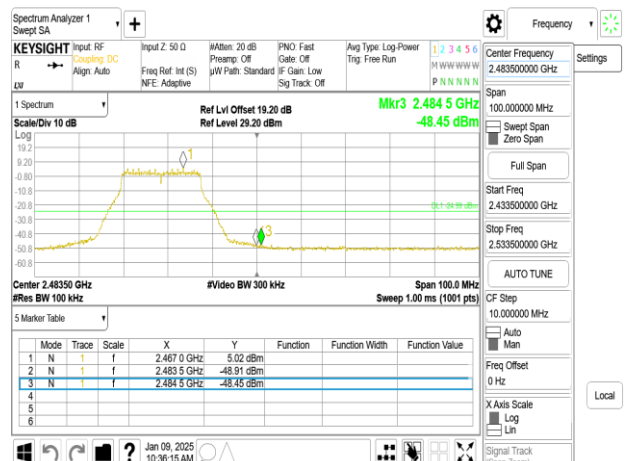 Spectrum Analyzer 1
Swept SA
Frequency
KEYSIGHT
R
Input: RF
Coupling: DC
Align: Auto
Input Z: 50 Ω
Freq Ref: Int (S)
NFE: Adaptive
#Atten: 20 dB
Preamp: Off
µW Path: Standard
PNO: Fast
Gate: Off
IF Gain: Low
Sig Track: Off
Avg Type: Log-Power
Trig: Free Run
1 2 3 4 5 6
M W W W W W
P N N N N N
1 Spectrum
Scale/Div 10 dB
Ref Lvl Offset 19.20 dB
Ref Level 29.20 dBm
Mkr3 2.484 5 GHz
-48.45 dBm
Log
19.2
9.20
-0.80
-10.8
-20.8
-30.8
-40.8
-50.8
-60.8
1
3
Center 2.48350 GHz
#Res BW 100 kHz
#Video BW 300 kHz
Span 100.0 MHz
Sweep 1.00 ms (1001 pts)
5 Marker Table
Mode Trace Scale X Y Function Function Width Function Value
1 N 1 f 2.467 0 GHz 5.02 dBm
2 N 1 f 2.483 5 GHz -48.91 dBm
3 N 1 f 2.484 5 GHz -48.45 dBm
4
5
6
?
Jan 09, 2025
10:36:15 AM
Center Frequency
2.483500000 GHz
Settings
Span
100.000000 MHz
Swept Span
Zero Span
Full Span
Start Freq
2.433500000 GHz
Stop Freq
2.533500000 GHz
AUTO TUNE
CF Step
10.000000 MHz
Auto
Man
Freq Offset
0 Hz
X Axis Scale
Log
Lin
Local
Signal Track